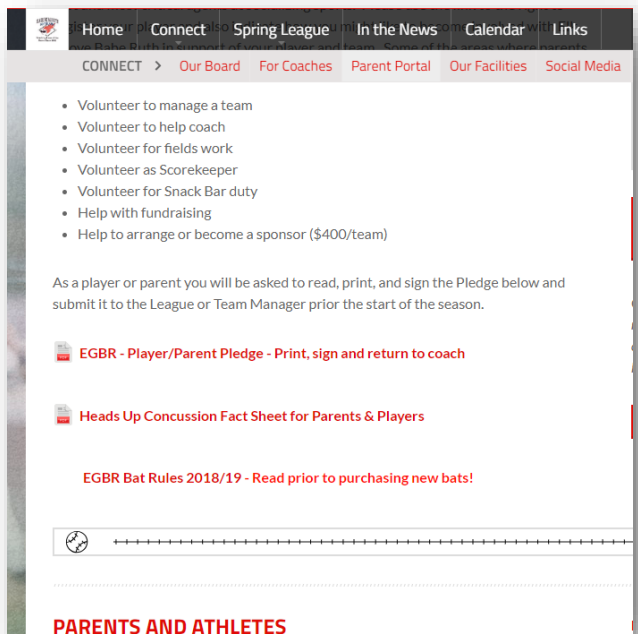 Home Connect Spring League In the News Calendar Links
CONNECT > Our Board For Coaches Parent Portal Our Facilities Social Media
Volunteer to manage a team
Volunteer to help coach
Volunteer for fields work
Volunteer as Scorekeeper
Volunteer for Snack Bar duty
Help with fundraising
Help to arrange or become a sponsor ($400/team)
As a player or parent you will be asked to read, print, and sign the Pledge below and
submit it to the League or Team Manager prior the start of the season.
EGBR - Player/Parent Pledge - Print, sign and return to coach
Heads Up Concussion Fact Sheet for Parents & Players
EGBR Bat Rules 2018/19 - Read prior to purchasing new bats!
PARENTS AND ATHLETES